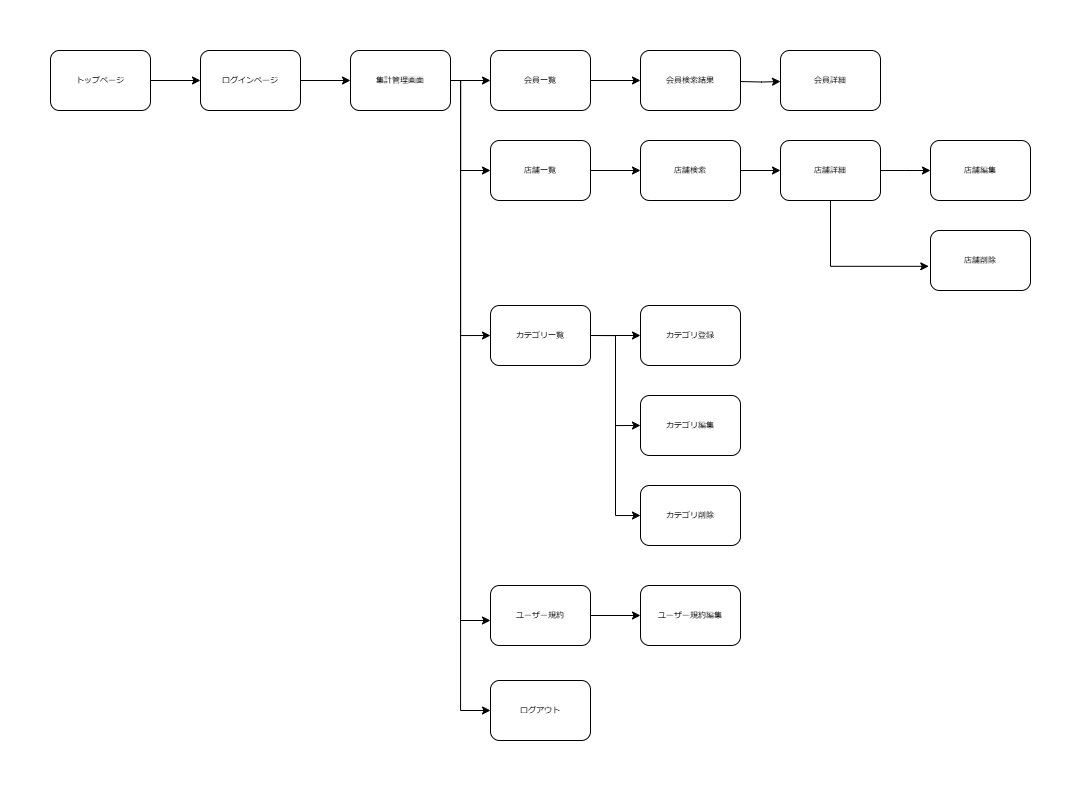 トップページ
ログインページ
集計管理画面
会員一覧
会員検索結果
会員詳細
店舗一覧
店舗検索
店舗詳細
店舗編集
店舗削除
カテゴリ一覧
カテゴリ登録
カテゴリ編集
カテゴリ削除
ユーザー規約
ユーザー規約編集
ログアウト